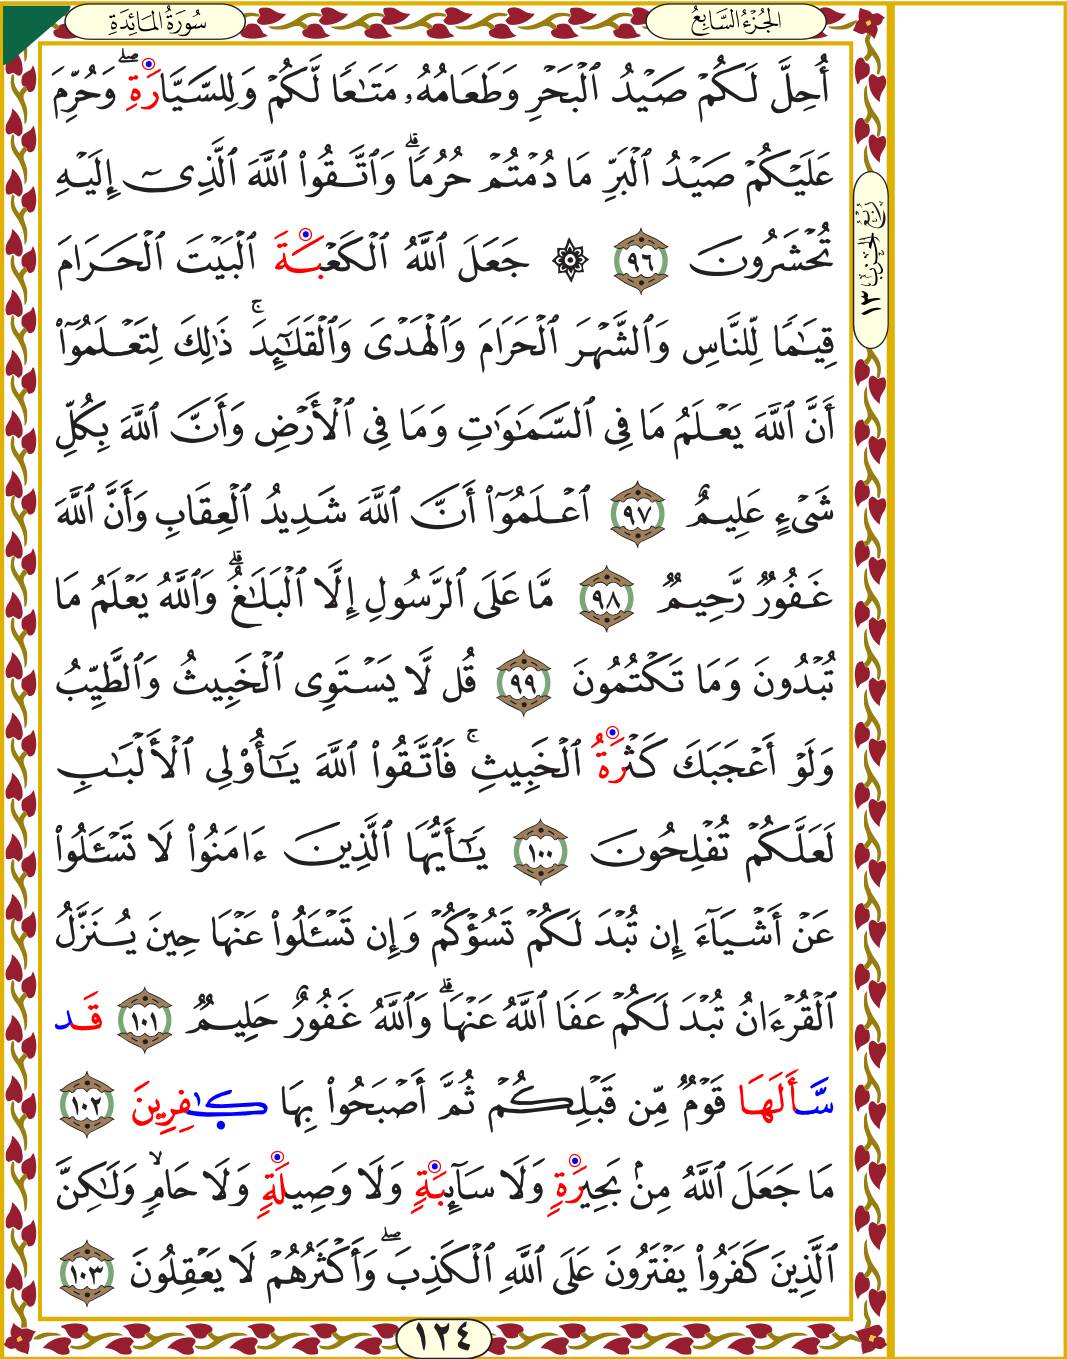 الجُزْءُ السَّابِعُ
سُورَةُ المَائِدَةِ
أُحِلَّ لَكُمۡ صَيۡدُ ٱلۡبَحۡرِ وَطَعَامُهُۥ مَتَٰعٗا لَّكُمۡ وَلِلسَّيَّارَةِۖ وَحُرِّمَ
عَلَيۡكُمۡ صَيۡدُ ٱلۡبَرِّ مَا دُمۡتُمۡ حُرُمٗاۗ وَٱتَّقُواْ ٱللَّهَ ٱلَّذِيٓ إِلَيۡهِ
تُحۡشَرُونَ ٩٦ ۞ جَعَلَ ٱللَّهُ ٱلۡكَعۡبَةَ ٱلۡبَيۡتَ ٱلۡحَرَامَ
قِيَٰمٗا لِّلنَّاسِ وَٱلشَّهۡرَ ٱلۡحَرَامَ وَٱلۡهَدۡيَ وَٱلۡقَلَٰٓئِدَۚ ذَٰلِكَ لِتَعۡلَمُوٓاْ
أَنَّ ٱللَّهَ يَعۡلَمُ مَا فِي ٱلسَّمَٰوَٰتِ وَمَا فِي ٱلۡأَرۡضِ وَأَنَّ ٱللَّهَ بِكُلِّ
شَيۡءٍ عَلِيمٌ ٩٧ ٱعۡلَمُوٓاْ أَنَّ ٱللَّهَ شَدِيدُ ٱلۡعِقَابِ وَأَنَّ ٱللَّهَ
غَفُورٞ رَّحِيمٞ ٩٨ مَّا عَلَى ٱلرَّسُولِ إِلَّا ٱلۡبَلَٰغُۗ وَٱللَّهُ يَعۡلَمُ مَا
تُبۡدُونَ وَمَا تَكۡتُمُونَ ٩٩ قُل لَّا يَسۡتَوِي ٱلۡخَبِيثُ وَٱلطَّيِّبُ
وَلَوۡ أَعۡجَبَكَ كَثۡرَةُ ٱلۡخَبِيثِۚ فَٱتَّقُواْ ٱللَّهَ يَٰٓأُوْلِي ٱلۡأَلۡبَٰبِ
لَعَلَّكُمۡ تُفۡلِحُونَ ١٠٠ يَٰٓأَيُّهَا ٱلَّذِينَ ءَامَنُواْ لَا تَسۡـَٔلُواْ
عَنۡ أَشۡيَآءَ إِن تُبۡدَ لَكُمۡ تَسُؤۡكُمۡ وَإِن تَسۡـَٔلُواْ عَنۡهَا حِينَ يُنَزَّلُ
ٱلۡقُرۡءَانُ تُبۡدَ لَكُمۡ عَفَا ٱللَّهُ عَنۡهَاۗ وَٱللَّهُ غَفُورٌ حَلِيمٞ ١٠١ قَد
سَّأَلَهَا قَوۡمٞ مِّن قَبۡلِكُمۡ ثُمَّ أَصۡبَحُواْ بِهَا كَٰفِرِينَ ١٠٢
مَا جَعَلَ ٱللَّهُ مِنۢ بَحِيرَةٖ وَلَا سَآئِبَةٖ وَلَا وَصِيلَةٖ وَلَا حَامٖ وَلَٰكِنَّ
ٱلَّذِينَ كَفَرُواْ يَفۡتَرُونَ عَلَى ٱللَّهِ ٱلۡكَذِبَۖ وَأَكۡثَرُهُمۡ لَا يَعۡقِلُونَ ١٠٣
رُبْعُ الحِزْبِ ١٣
١٢٤